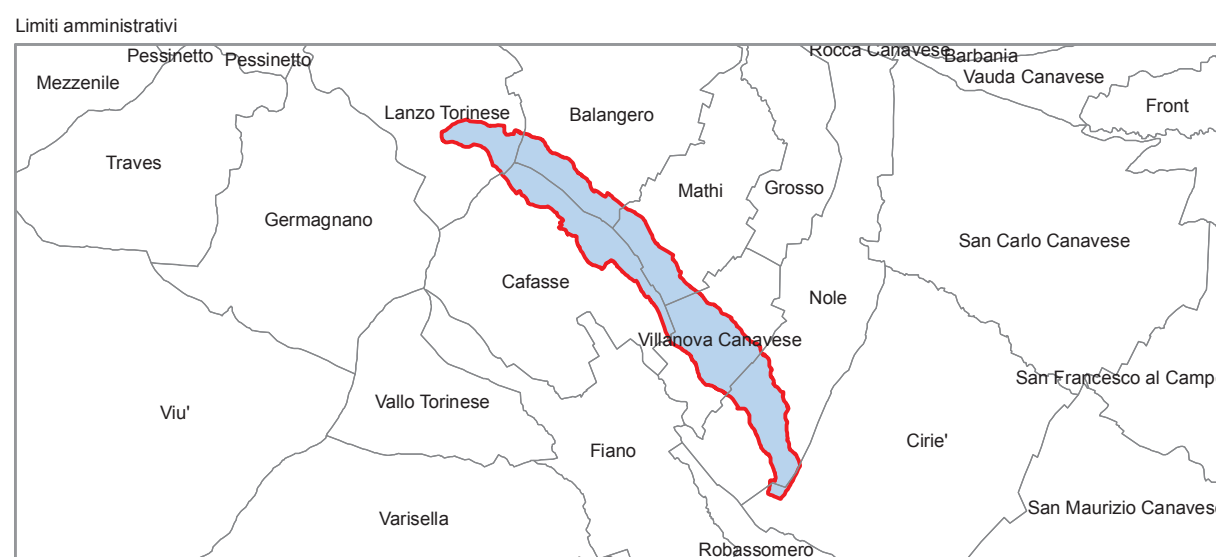 Limiti amministrativi
Rocca Canavese
Pessinetto
Barbania
Pessinetto
Vauda Canavese
Mezzenile
Front
Lanzo Torinese
Balangero
Traves
Mathi
Grosso
Germagnano
San Carlo Canavese
Cafasse
Nole
Villanova Canavese
San Francesco al Camp
Vallo Torinese
Viu'
Cirie'
Fiano
San Maurizio Canavese
Varisella
Robassomero